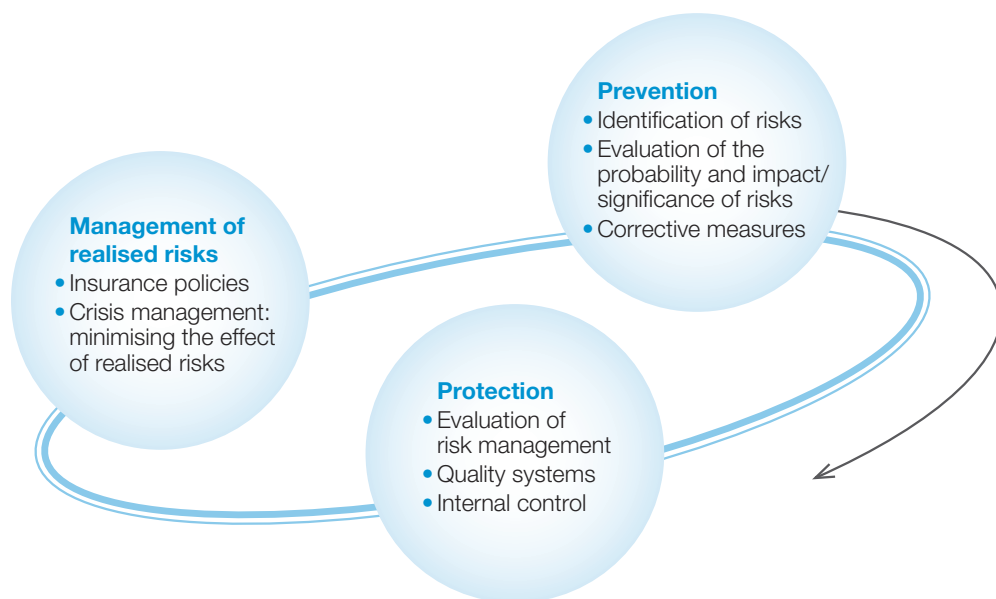 Prevention
• Identification of risks
• Evaluation of the
probability and impact/
significance of risks
• Corrective measures
Management of
realised risks
• Insurance policies
• Crisis management:
minimising the effect
of realised risks
Protection
• Evaluation of
risk management
• Quality systems
• Internal control